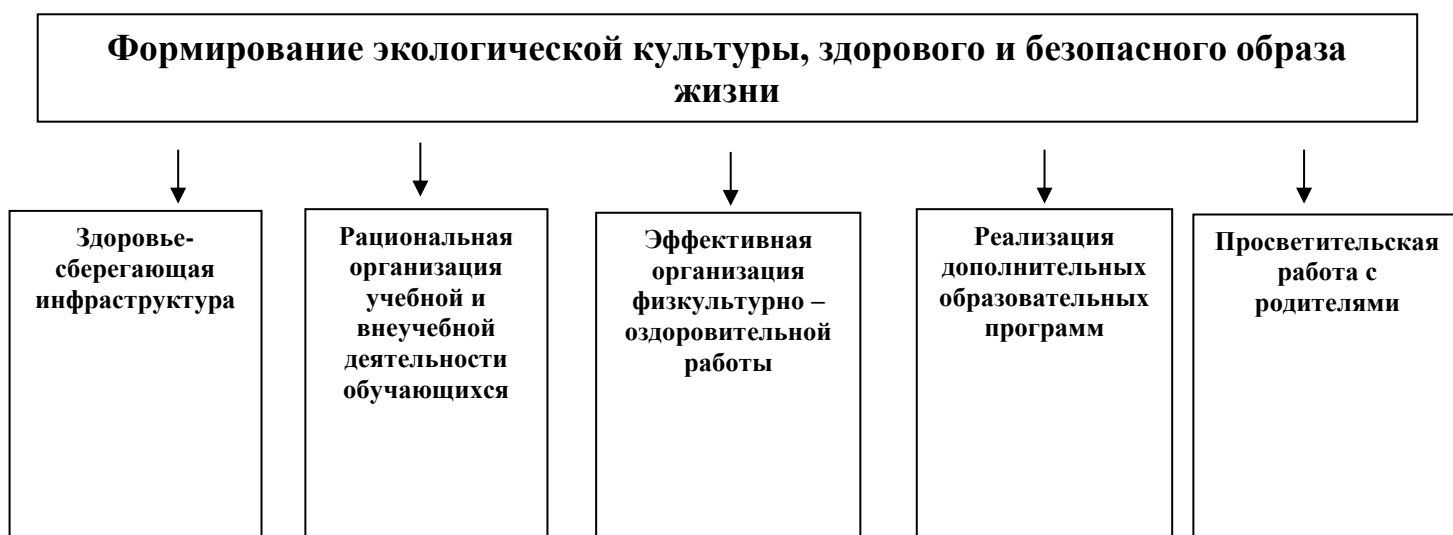 Формирование экологической культуры, здорового и безопасного образа
жизни
Здоровье-
сберегающая
инфраструктура
Рациональная
организация
учебной и
внеучебной
деятельности
обучающихся
Эффективная
организация
физкультурно –
оздоровительной
работы
Реализация
дополнительных
образовательных
программ
Просветительская
работа с
родителями